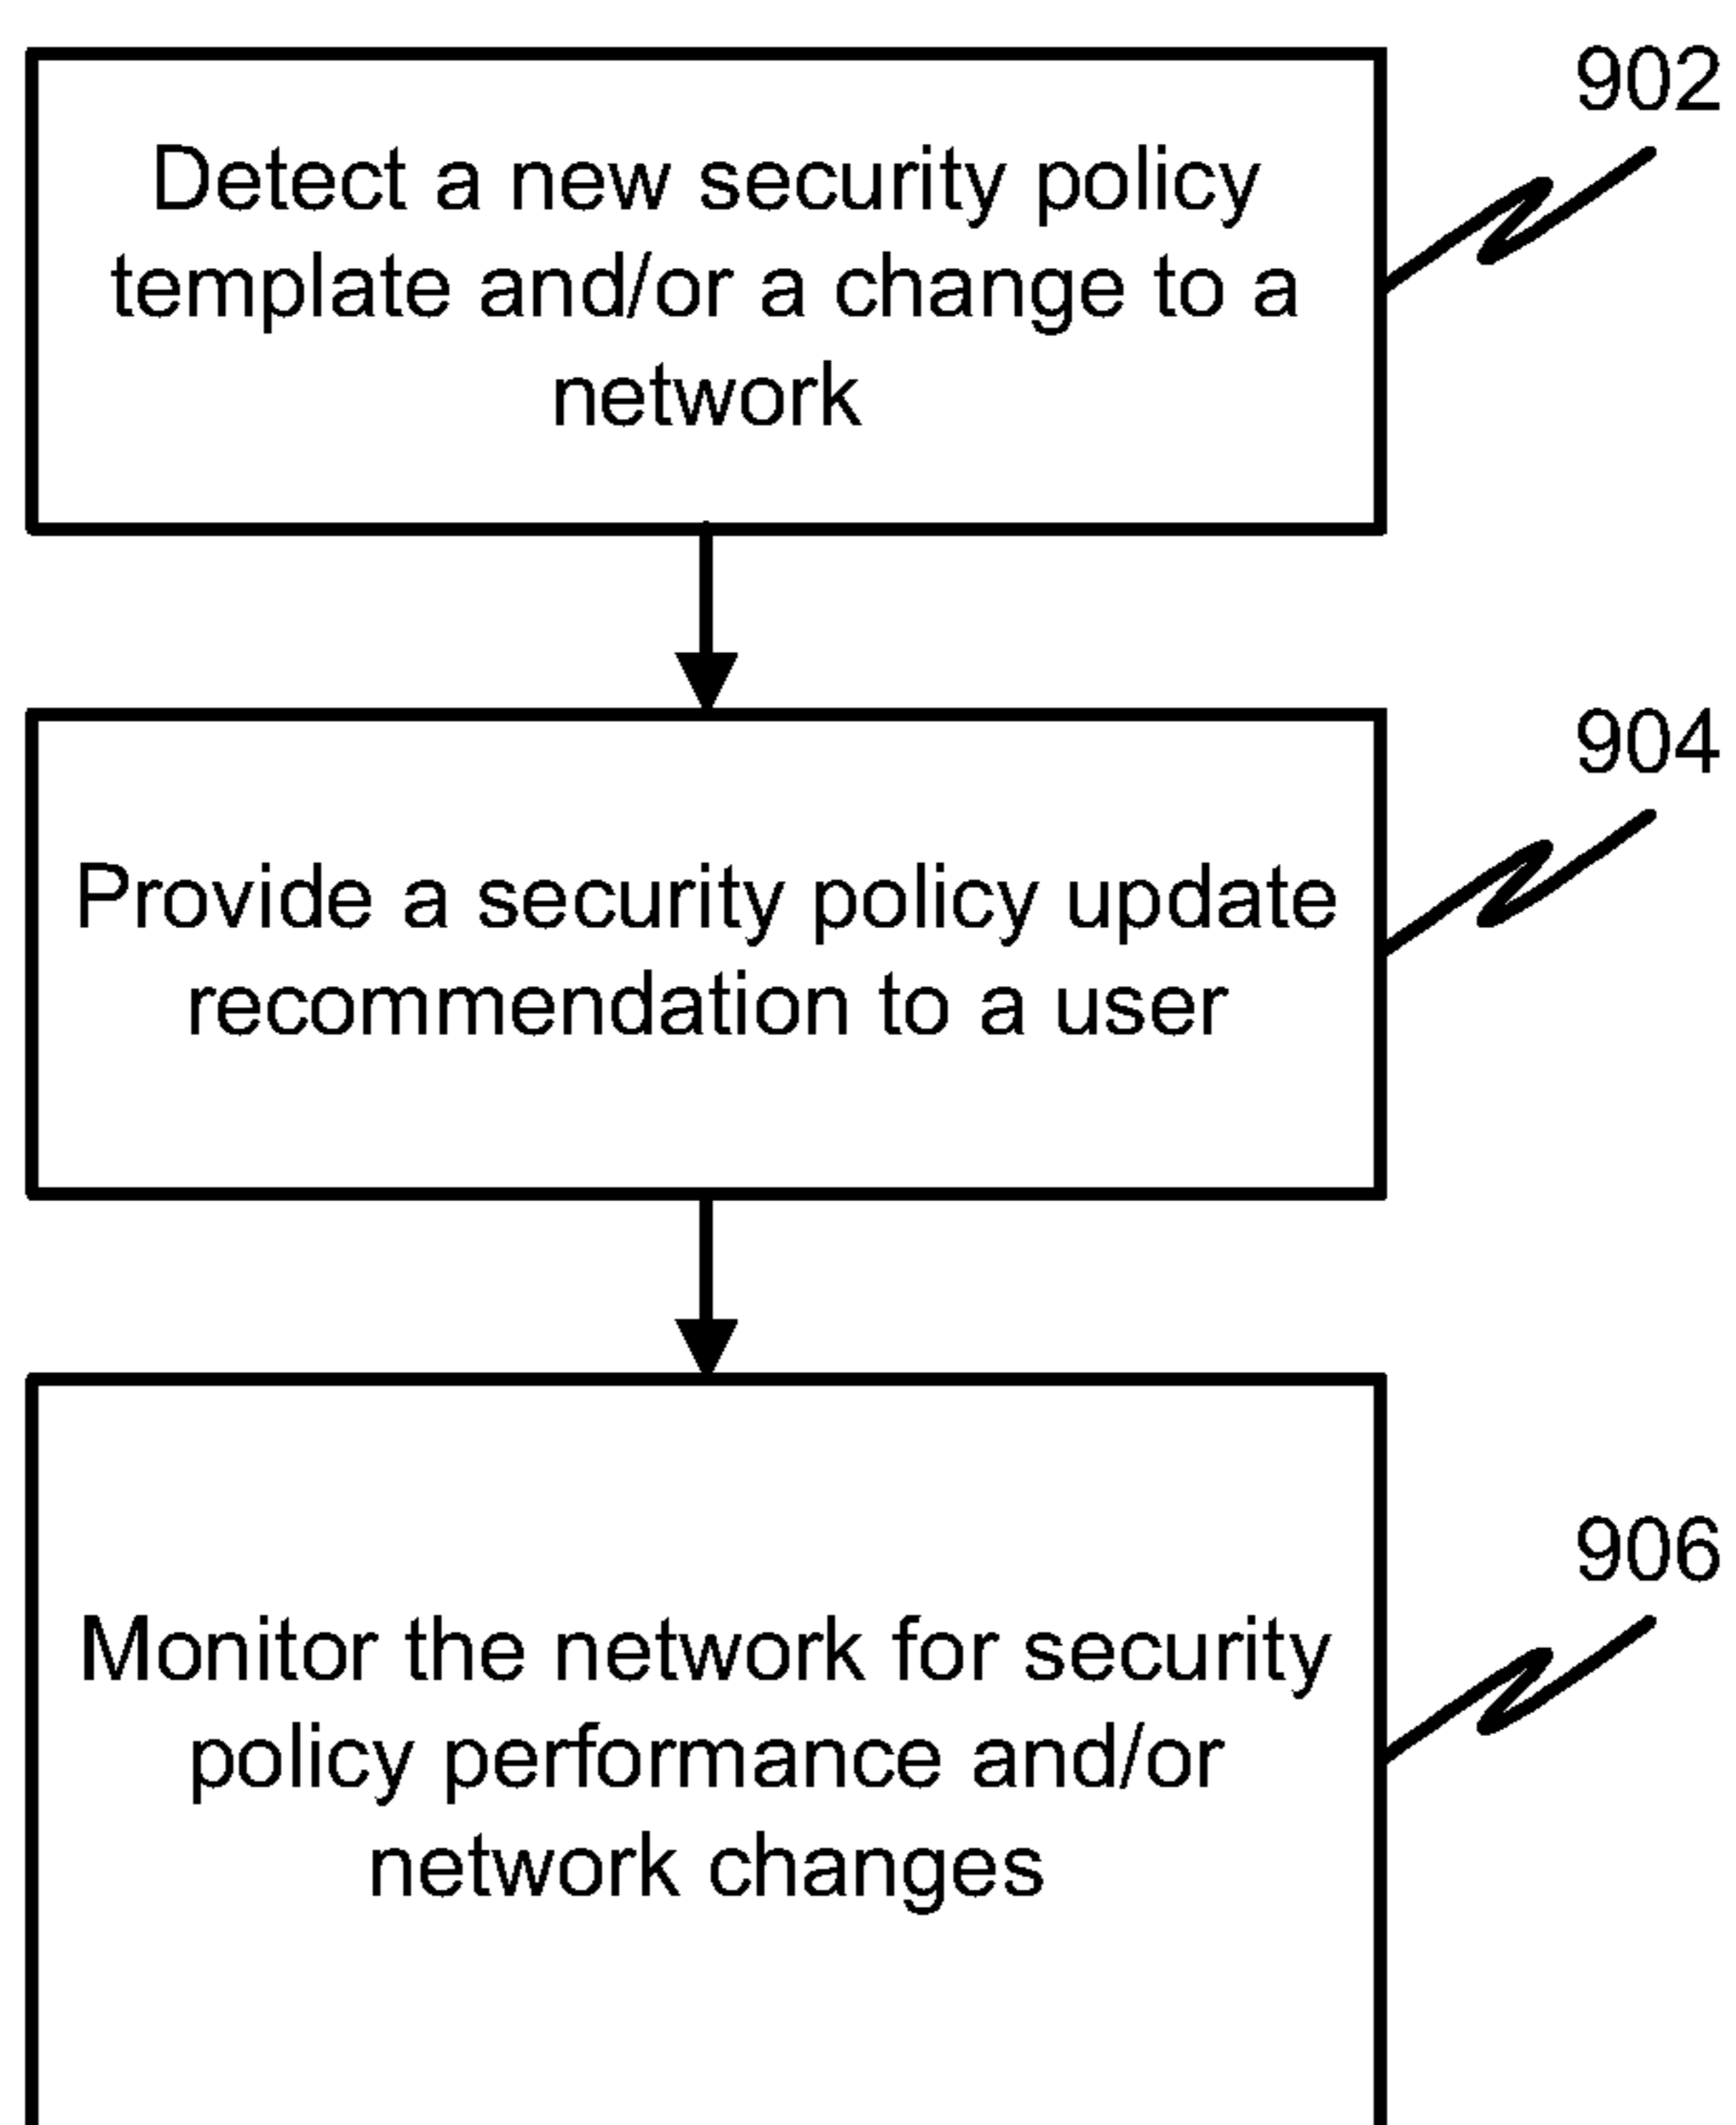 902
Detect a new security policy
template and/or a change to a
network
904
Provide a security policy update
recommendation to a user
906
Monitor the network for security
policy performance and/or
network changes